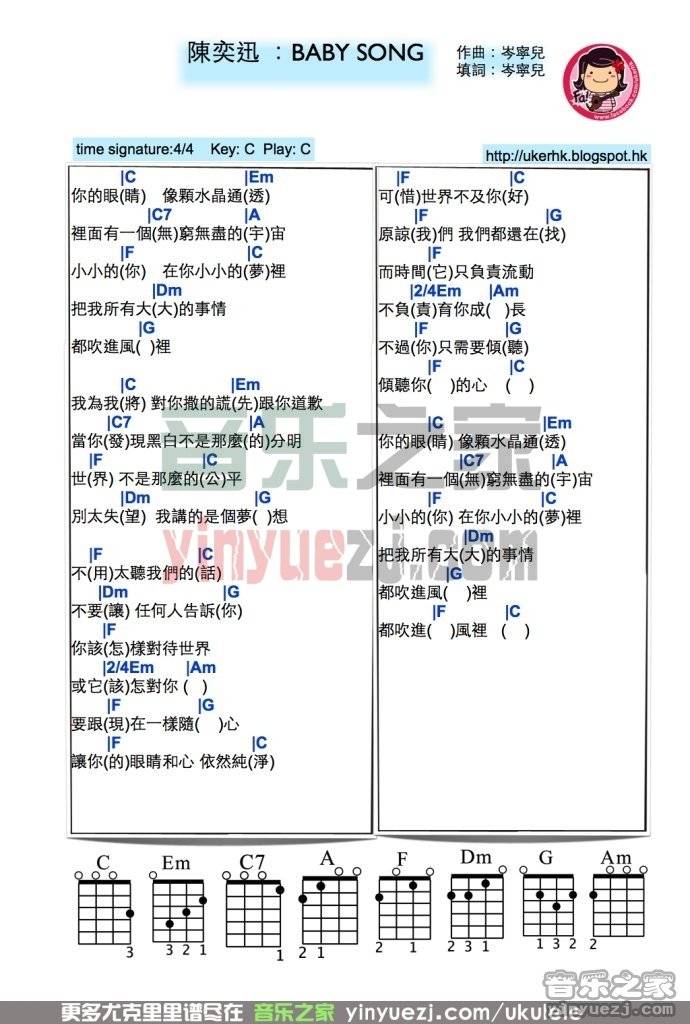 陳奕迅 : BABY SONG
作曲 : 岑寧兒
填詞 : 岑寧兒
Fa!
time signature:4/4 Key: C Play: C
http://ukerhk.blogspot.hk
|C |Em
你的眼(睛) 像顆水晶通(透)
|C7 |A
裡面有一個(無)窮無盡的(宇)宙
|F |C
小小的(你) 在你小小的(夢)裡
|Dm
把我所有大(大)的事情
|G
都吹進風( )裡
|C |Em
我為我(將) 對你撒的謊(先)跟你道歉
|C7 |A
當你(發)現黑白不是那麼(的)分明
|F |C
世(界) 不是那麼的(公)平
|Dm |G
別太失(望) 我講的是個夢( )想
|F |C
不(用)太聽我們的(話)
|Dm |G
不要(讓) 任何人告訴(你)
|F
你該(怎)樣對待世界
|2/4Em |Am
或它(該)怎對你 ( )
|F |G
要跟(現)在一樣隨( )心
|F |C
讓你(的)眼睛和心 依然純(淨)
|F |C
可(惜)世界不及你(好)
|F |G
原諒(我)們 我們都還在(找)
|F
而時間(它)只負責流動
|2/4Em |Am
不負(責)育你成( )長
|F |G
不過(你)只需要傾(聽)
|F |C
傾聽你( )的心 ( )
|C |Em
你的眼(睛) 像顆水晶通(透)
|C7 |A
裡面有一個(無)窮無盡的(宇)宙
|F |C
小小的(你) 在你小小的(夢)裡
|Dm
把我所有大(大)的事情
|G
都吹進風( )裡
|F |C
都吹進( )風裡 ( )
音乐之家
yinyuezj.com
C Em C7 A F Dm G Am
3 3 2 1 1 2 1 2 1 2 3 1 1 3 2 2
音乐之家
yinyuezj.com
更多尤克里里谱尽在 音乐之家 yinyuezj.com/ukulele